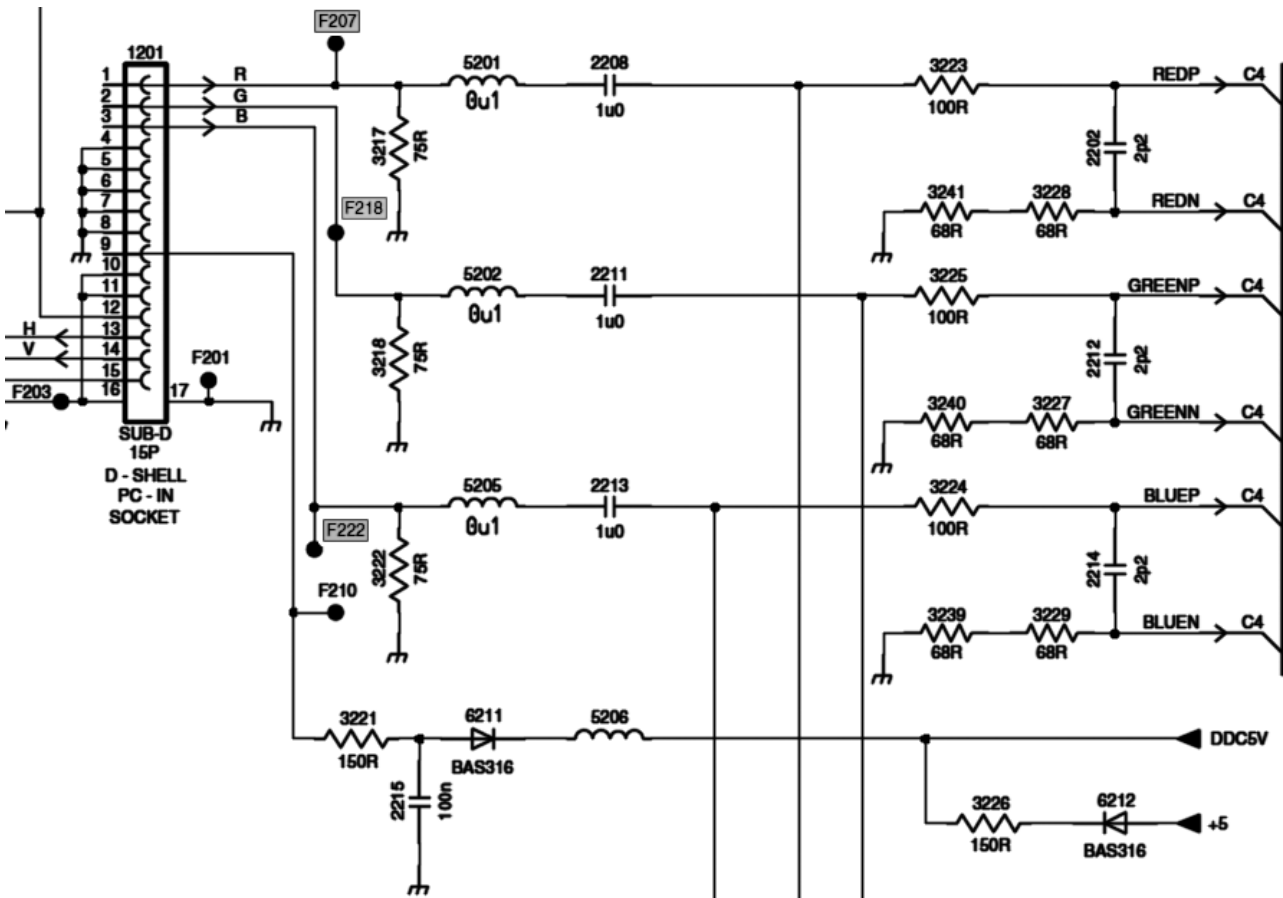 F207
1201
1
R
5201
2208
3223
REDP
C4
2
G
0u1
1u0
100R
3
B
4
3217
75R
2202
2p2
5
6
3241
3228
REDN
C4
7
F218
68R
68R
8
9
5202
2211
3225
GREENP
C4
10
0u1
1u0
100R
11
12
H
13
3218
75R
2212
2p2
V
14
F201
15
F203
16
17
3240
3227
GREENN
C4
68R
68R
SUB-D
15P
D - SHELL
PC - IN
SOCKET
5205
2213
3224
BLUEP
C4
0u1
1u0
100R
F222
3222
75R
2214
2p2
F210
3239
3229
BLUEN
C4
68R
68R
3221
6211
5206
DDC5V
150R
BAS316
2215
100n
3226
6212
+5
150R
BAS316